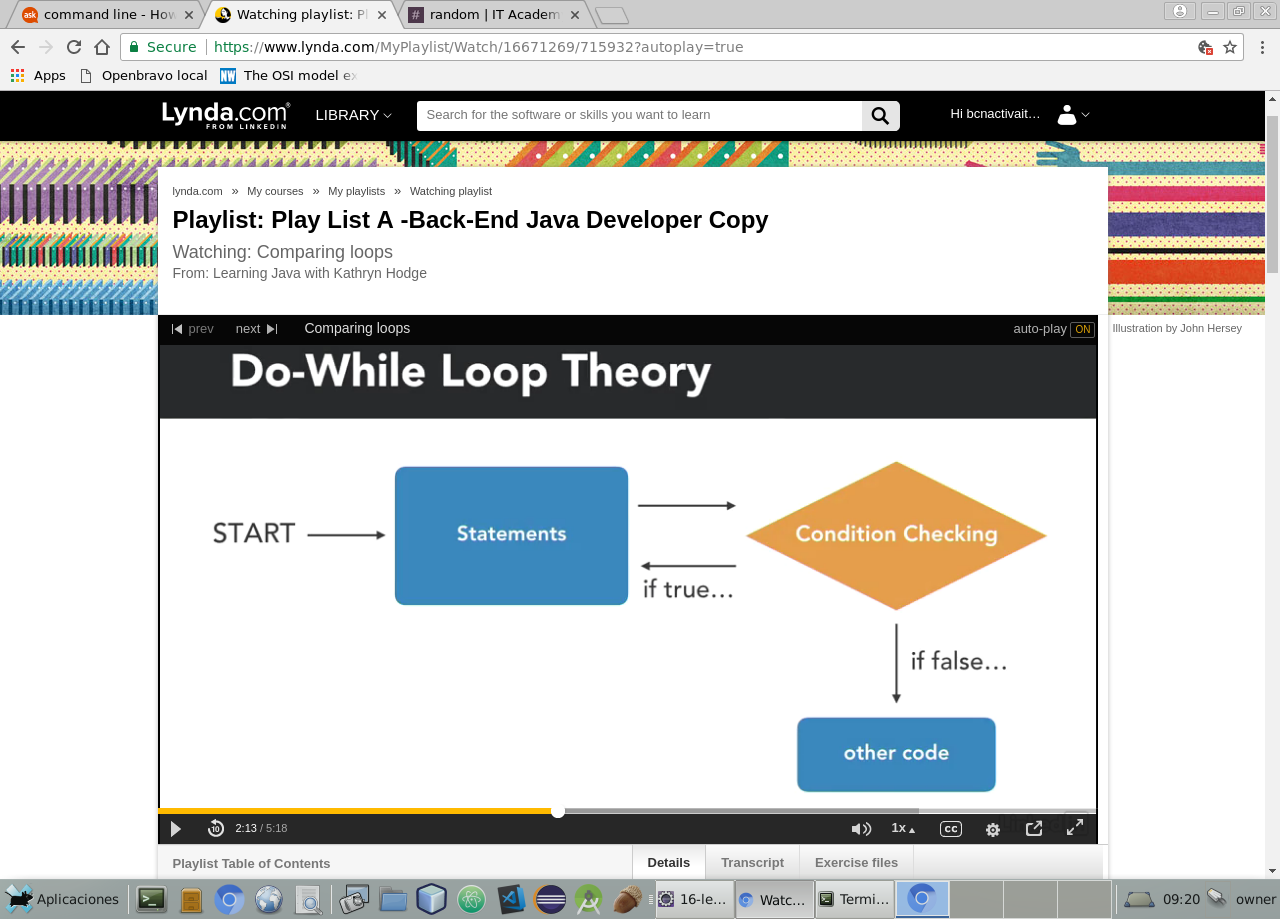 command line - How
Watching playlist: Pl
random | IT Academ
Secure https://www.lynda.com/MyPlaylist/Watch/16671269/715932?autoplay=true
Apps Openbravo local NW The OSI model ex
Lynda.com
FROM LINKEDIN
LIBRARY
Search for the software or skills you want to learn
Hi bcnactivait...
lynda.com » My courses » My playlists » Watching playlist
Playlist: Play List A -Back-End Java Developer Copy
Watching: Comparing loops
From: Learning Java with Kathryn Hodge
prev next Comparing loops auto-play ON
Illustration by John Hersey
Do-While Loop Theory
START
Statements
Condition Checking
if true...
if false...
other code
10 2:13 / 5:18 1x cc
Playlist Table of Contents
Details Transcript Exercise files
Aplicaciones 16-le... Watc... Termi... 09:20 owner